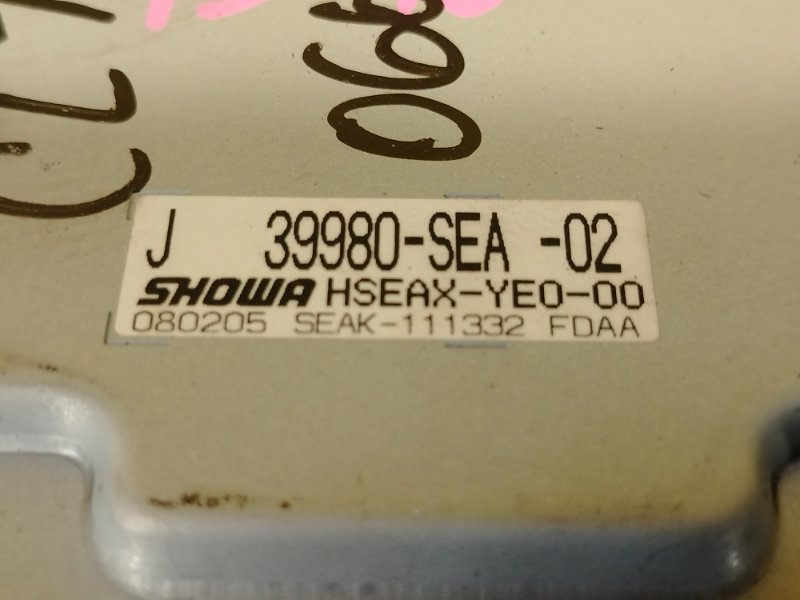 J 39980-SEA -02
SHOWA HSEAX-YE0-00
080205 SEAK-111332 FDAA